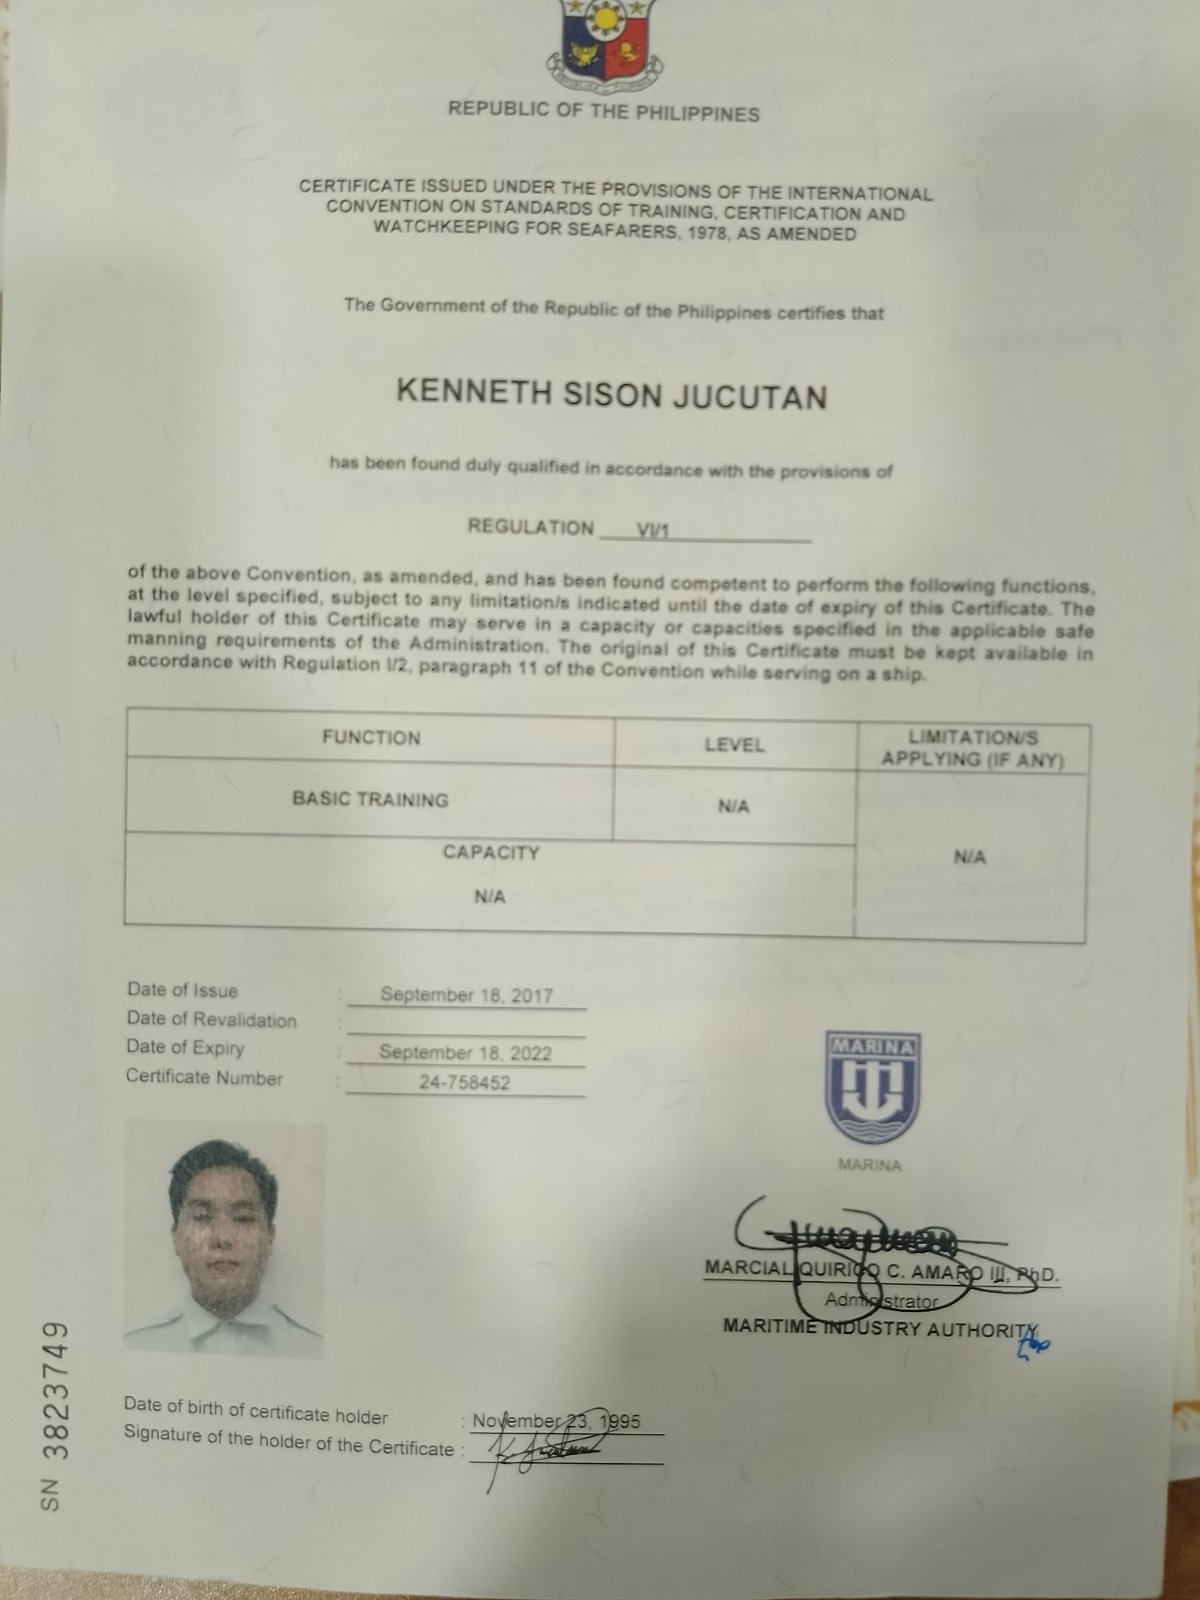 REPUBLIC OF THE PHILIPPINES
CERTIFICATE ISSUED UNDER THE PROVISIONS OF THE INTERNATIONAL
CONVENTION ON STANDARDS OF TRAINING, CERTIFICATION AND
WATCHKEEPING FOR SEAFARERS, 1978, AS AMENDED
The Government of the Republic of the Philippines certifies that
KENNETH SISON JUCUTAN
has been found duly qualified in accordance with the provisions of
REGULATION VI/1
of the above Convention, as amended, and has been found competent to perform the following functions,
at the level specified, subject to any limitation/s indicated until the date of expiry of this Certificate. The
lawful holder of this Certificate may serve in a capacity or capacities specified in the applicable safe
manning requirements of the Administration. The original of this Certificate must be kept available in
accordance with Regulation I/2, paragraph 11 of the Convention while serving on a ship.
FUNCTION LEVEL LIMITATION/S
APPLYING (IF ANY)
BASIC TRAINING N/A
CAPACITY
N/A
N/A
Date of Issue : September 18, 2017
Date of Revalidation :
Date of Expiry : September 18, 2022
Certificate Number : 24-758452
MARINA
MARINA
MARCIAL QUIRICO C. AMARO III, PhD.
Administrator
MARITIME INDUSTRY AUTHORITY
Date of birth of certificate holder : November 23, 1995
Signature of the holder of the Certificate :
SN 3823749